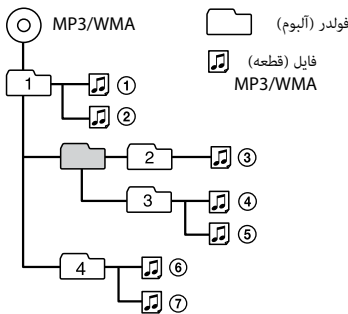 MP3/WMA
فولدر (آلبوم)
فایل (قطعه)
MP3/WMA
1
①
②
2
③
3
④
⑤
4
⑥
⑦